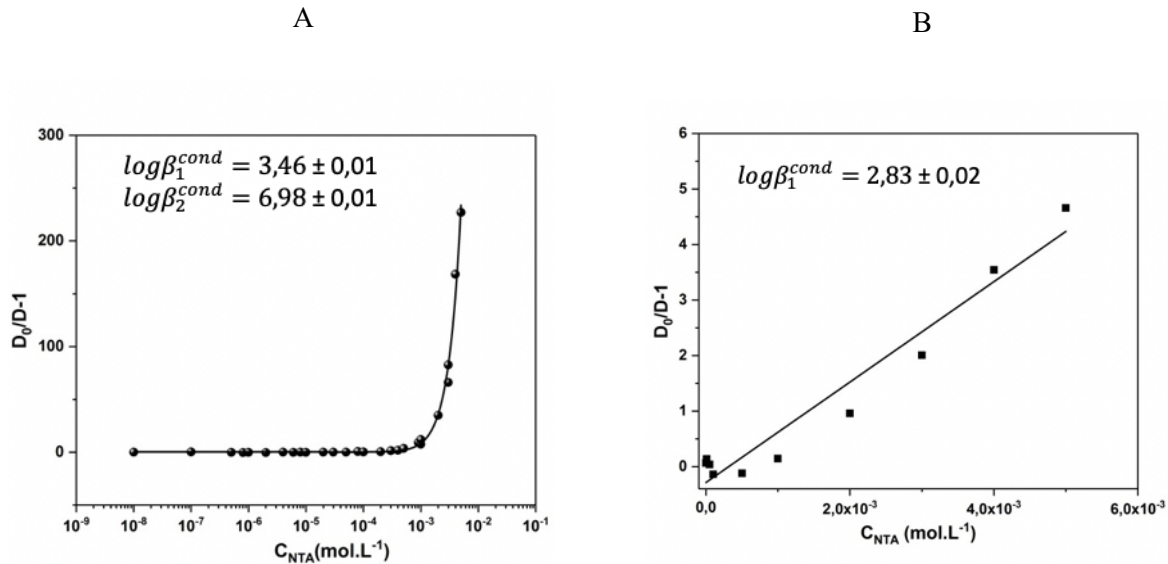 A
B
300
200
100
0
logβ₁^cond = 3,46 ± 0,01
logβ₂^cond = 6,98 ± 0,01
D₀/D-1
10⁻⁹ 10⁻⁸ 10⁻⁷ 10⁻⁶ 10⁻⁵ 10⁻⁴ 10⁻³ 10⁻² 10⁻¹
C_NTA(mol.L⁻¹)
6
5
4
3
2
1
0
logβ₁^cond = 2,83 ± 0,02
D₀/D-1
0,0 2,0x10⁻³ 4,0x10⁻³ 6,0x10⁻³
C_NTA (mol.L⁻¹)